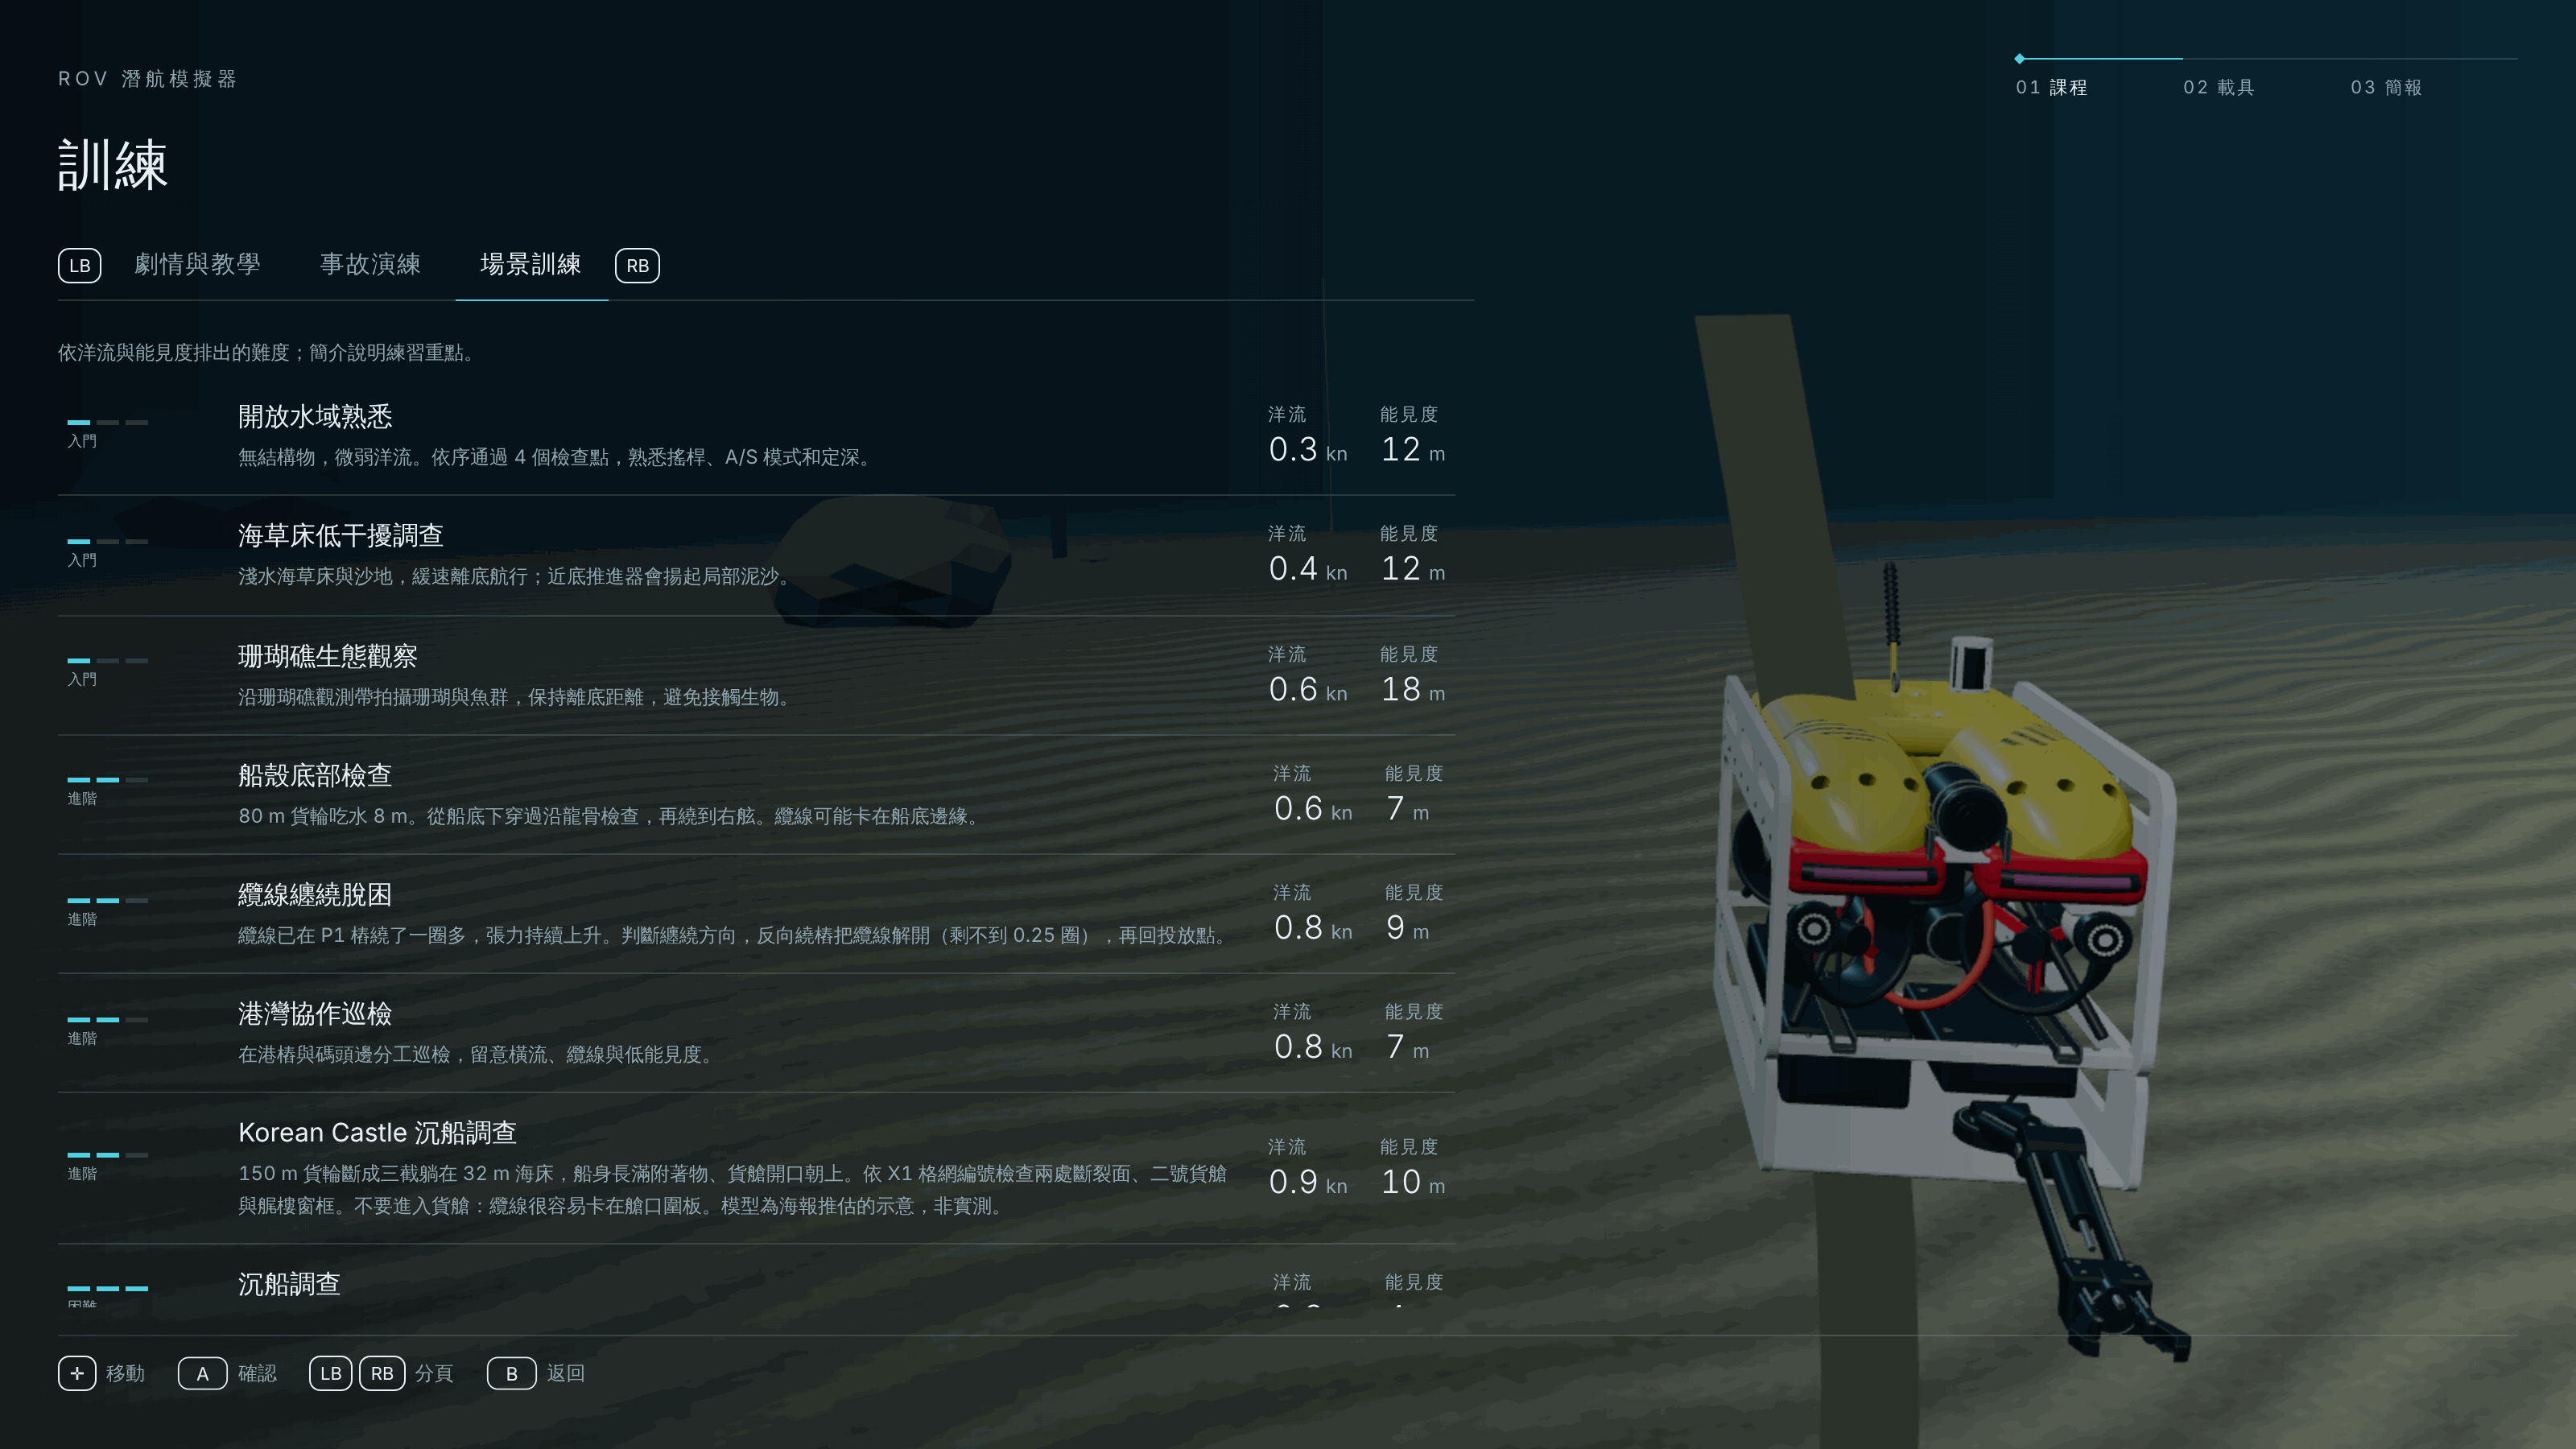 ROV 潛航模擬器
01 課程 02 載具 03 簡報
訓練
LB 劇情與教學 事故演練 場景訓練 RB
依洋流與能見度排出的難度；簡介說明練習重點。
開放水域熟悉 洋流 能見度
入門 無結構物，微弱洋流。依序通過 4 個檢查點，熟悉搖桿、A/S 模式和定深。 0.3 kn 12 m
海草床低干擾調查 洋流 能見度
入門 淺水海草床與沙地，緩速離底航行；近底推進器會揚起局部泥沙。 0.4 kn 12 m
珊瑚礁生態觀察 洋流 能見度
入門 沿珊瑚礁觀測帶拍攝珊瑚與魚群，保持離底距離，避免接觸生物。 0.6 kn 18 m
船殼底部檢查 洋流 能見度
進階 80 m 貨輪吃水 8 m。從船底下穿過沿龍骨檢查，再繞到右舷。纜線可能卡在船底邊緣。 0.6 kn 7 m
纜線纏繞脫困 洋流 能見度
進階 纜線已在 P1 樁繞了一圈多，張力持續上升。判斷纏繞方向，反向繞樁把纜線解開（剩不到 0.25 圈），再回投放點。 0.8 kn 9 m
港灣協作巡檢 洋流 能見度
進階 在港樁與碼頭邊分工巡檢，留意橫流、纜線與低能見度。 0.8 kn 7 m
Korean Castle 沉船調查 洋流 能見度
進階 150 m 貨輪斷成三截躺在 32 m 海床，船身長滿附著物、貨艙開口朝上。依 X1 格網編號檢查兩處斷裂面、二號貨艙 0.9 kn 10 m
與艉樓窗框。不要進入貨艙：纜線很容易卡在艙口圍板。模型為海報推估的示意，非實測。
沉船調查 洋流 能見度
移動 A 確認 LB RB 分頁 B 返回